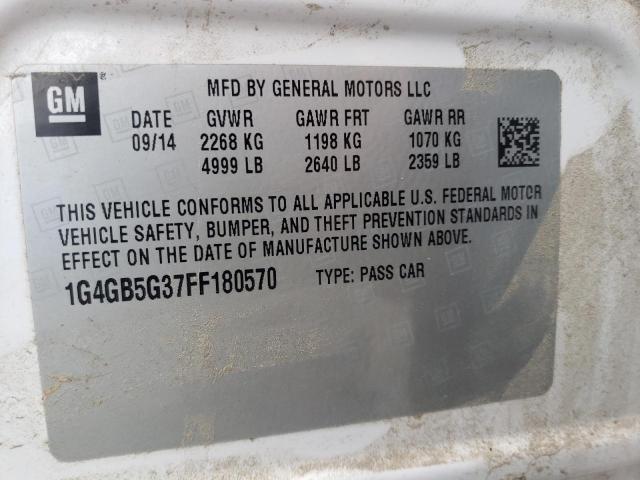 GM
MFD BY GENERAL MOTORS LLC
DATE GVWR GAWR FRT GAWR RR
09/14 2268 KG 1198 KG 1070 KG
4999 LB 2640 LB 2359 LB
THIS VEHICLE CONFORMS TO ALL APPLICABLE U.S. FEDERAL MOTOR
VEHICLE SAFETY, BUMPER, AND THEFT PREVENTION STANDARDS IN
EFFECT ON THE DATE OF MANUFACTURE SHOWN ABOVE.
1G4GB5G37FF180570 TYPE: PASS CAR